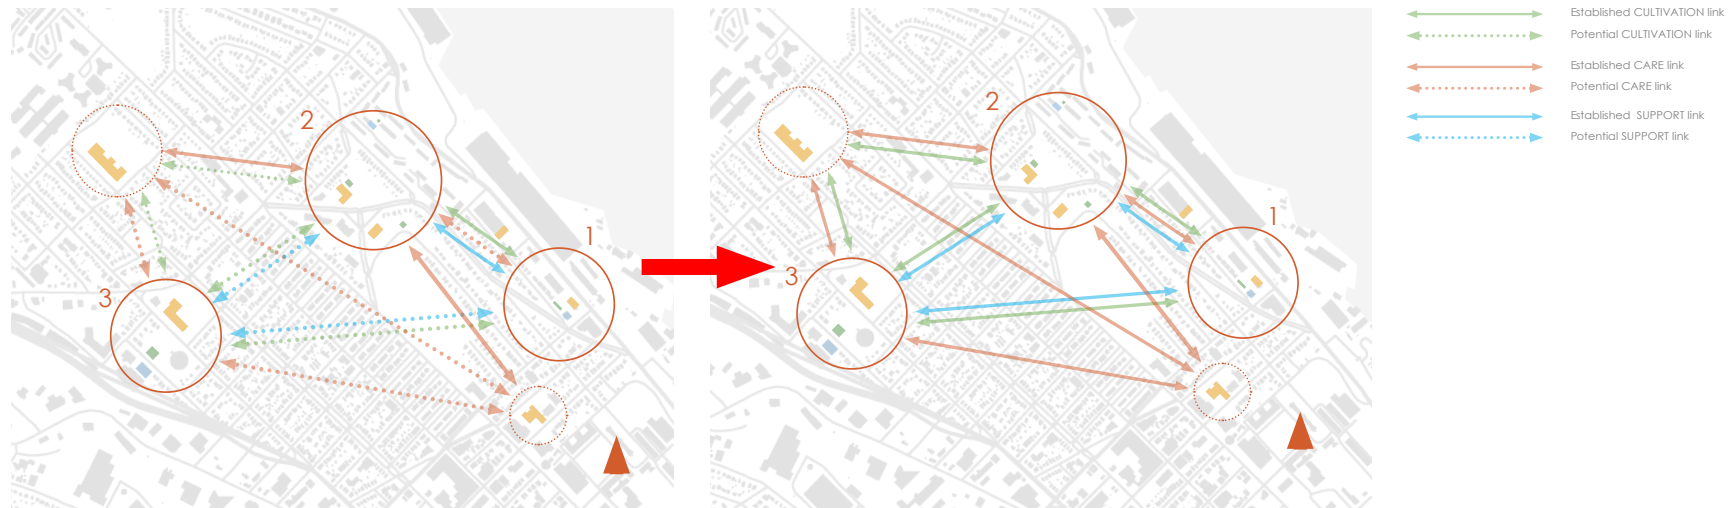 2
1
3
2
1
3
Established CULTIVATION link
Potential CULTIVATION link
Established CARE link
Potential CARE link
Established  SUPPORT link
Potential SUPPORT link